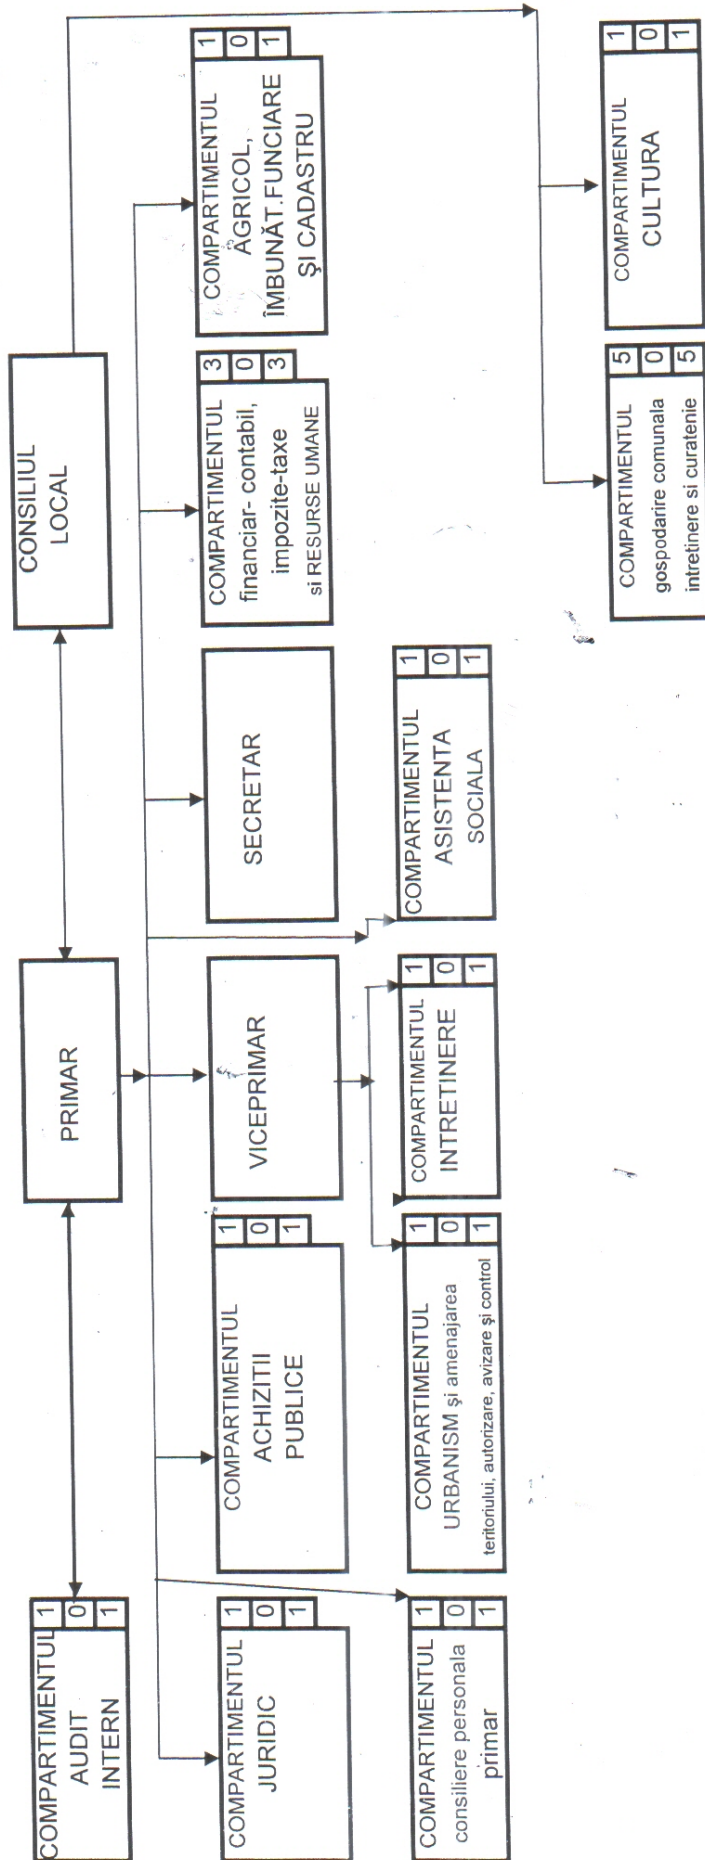 COMPARTIMENTUL
AUDIT
INTERN
1
0
1
PRIMAR
CONSILIUL
LOCAL
COMPARTIMENTUL
JURIDIC
1
0
1
COMPARTIMENTUL
ACHIZITII
PUBLICE
1
0
1
VICEPRIMAR
SECRETAR
COMPARTIMENTUL
financiar- contabil,
impozite-taxe
si RESURSE UMANE
3
0
3
COMPARTIMENTUL
AGRICOL,
ÎMBUNĂT.FUNCIARE
ŞI CADASTRU
1
0
1
COMPARTIMENTUL
consiliere personala
primar
1
0
1
COMPARTIMENTUL
URBANISM şi amenajarea
teritoriului, autorizare, avizare şi control
1
0
1
COMPARTIMENTUL
INTRETINERE
1
0
1
COMPARTIMENTUL
ASISTENTA
SOCIALA
1
0
1
COMPARTIMENTUL
gospodarire comunala
intretinere si curatenie
5
0
5
COMPARTIMENTUL
CULTURA
1
0
1